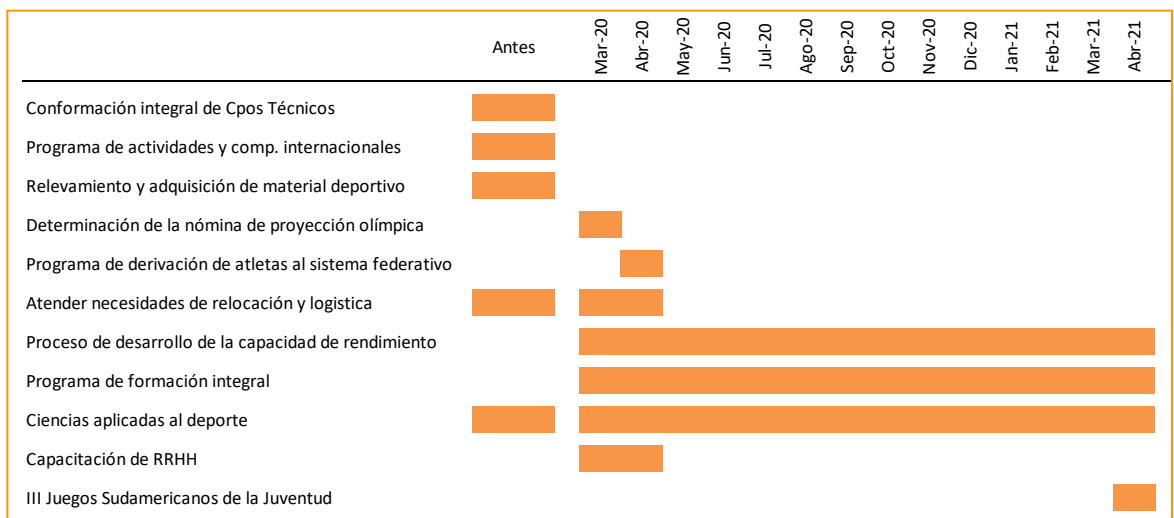 Antes Mar-20 Abr-20 May-20 Jun-20 Jul-20 Ago-20 Sep-20 Oct-20 Nov-20 Dic-20 Jan-21 Feb-21 Mar-21 Abr-21
Conformación integral de Cpos Técnicos
Programa de actividades y comp. internacionales
Relevamiento y adquisición de material deportivo
Determinación de la nómina de proyección olímpica
Programa de derivación de atletas al sistema federativo
Atender necesidades de relocación y logistica
Proceso de desarrollo de la capacidad de rendimiento
Programa de formación integral
Ciencias aplicadas al deporte
Capacitación de RRHH
III Juegos Sudamericanos de la Juventud